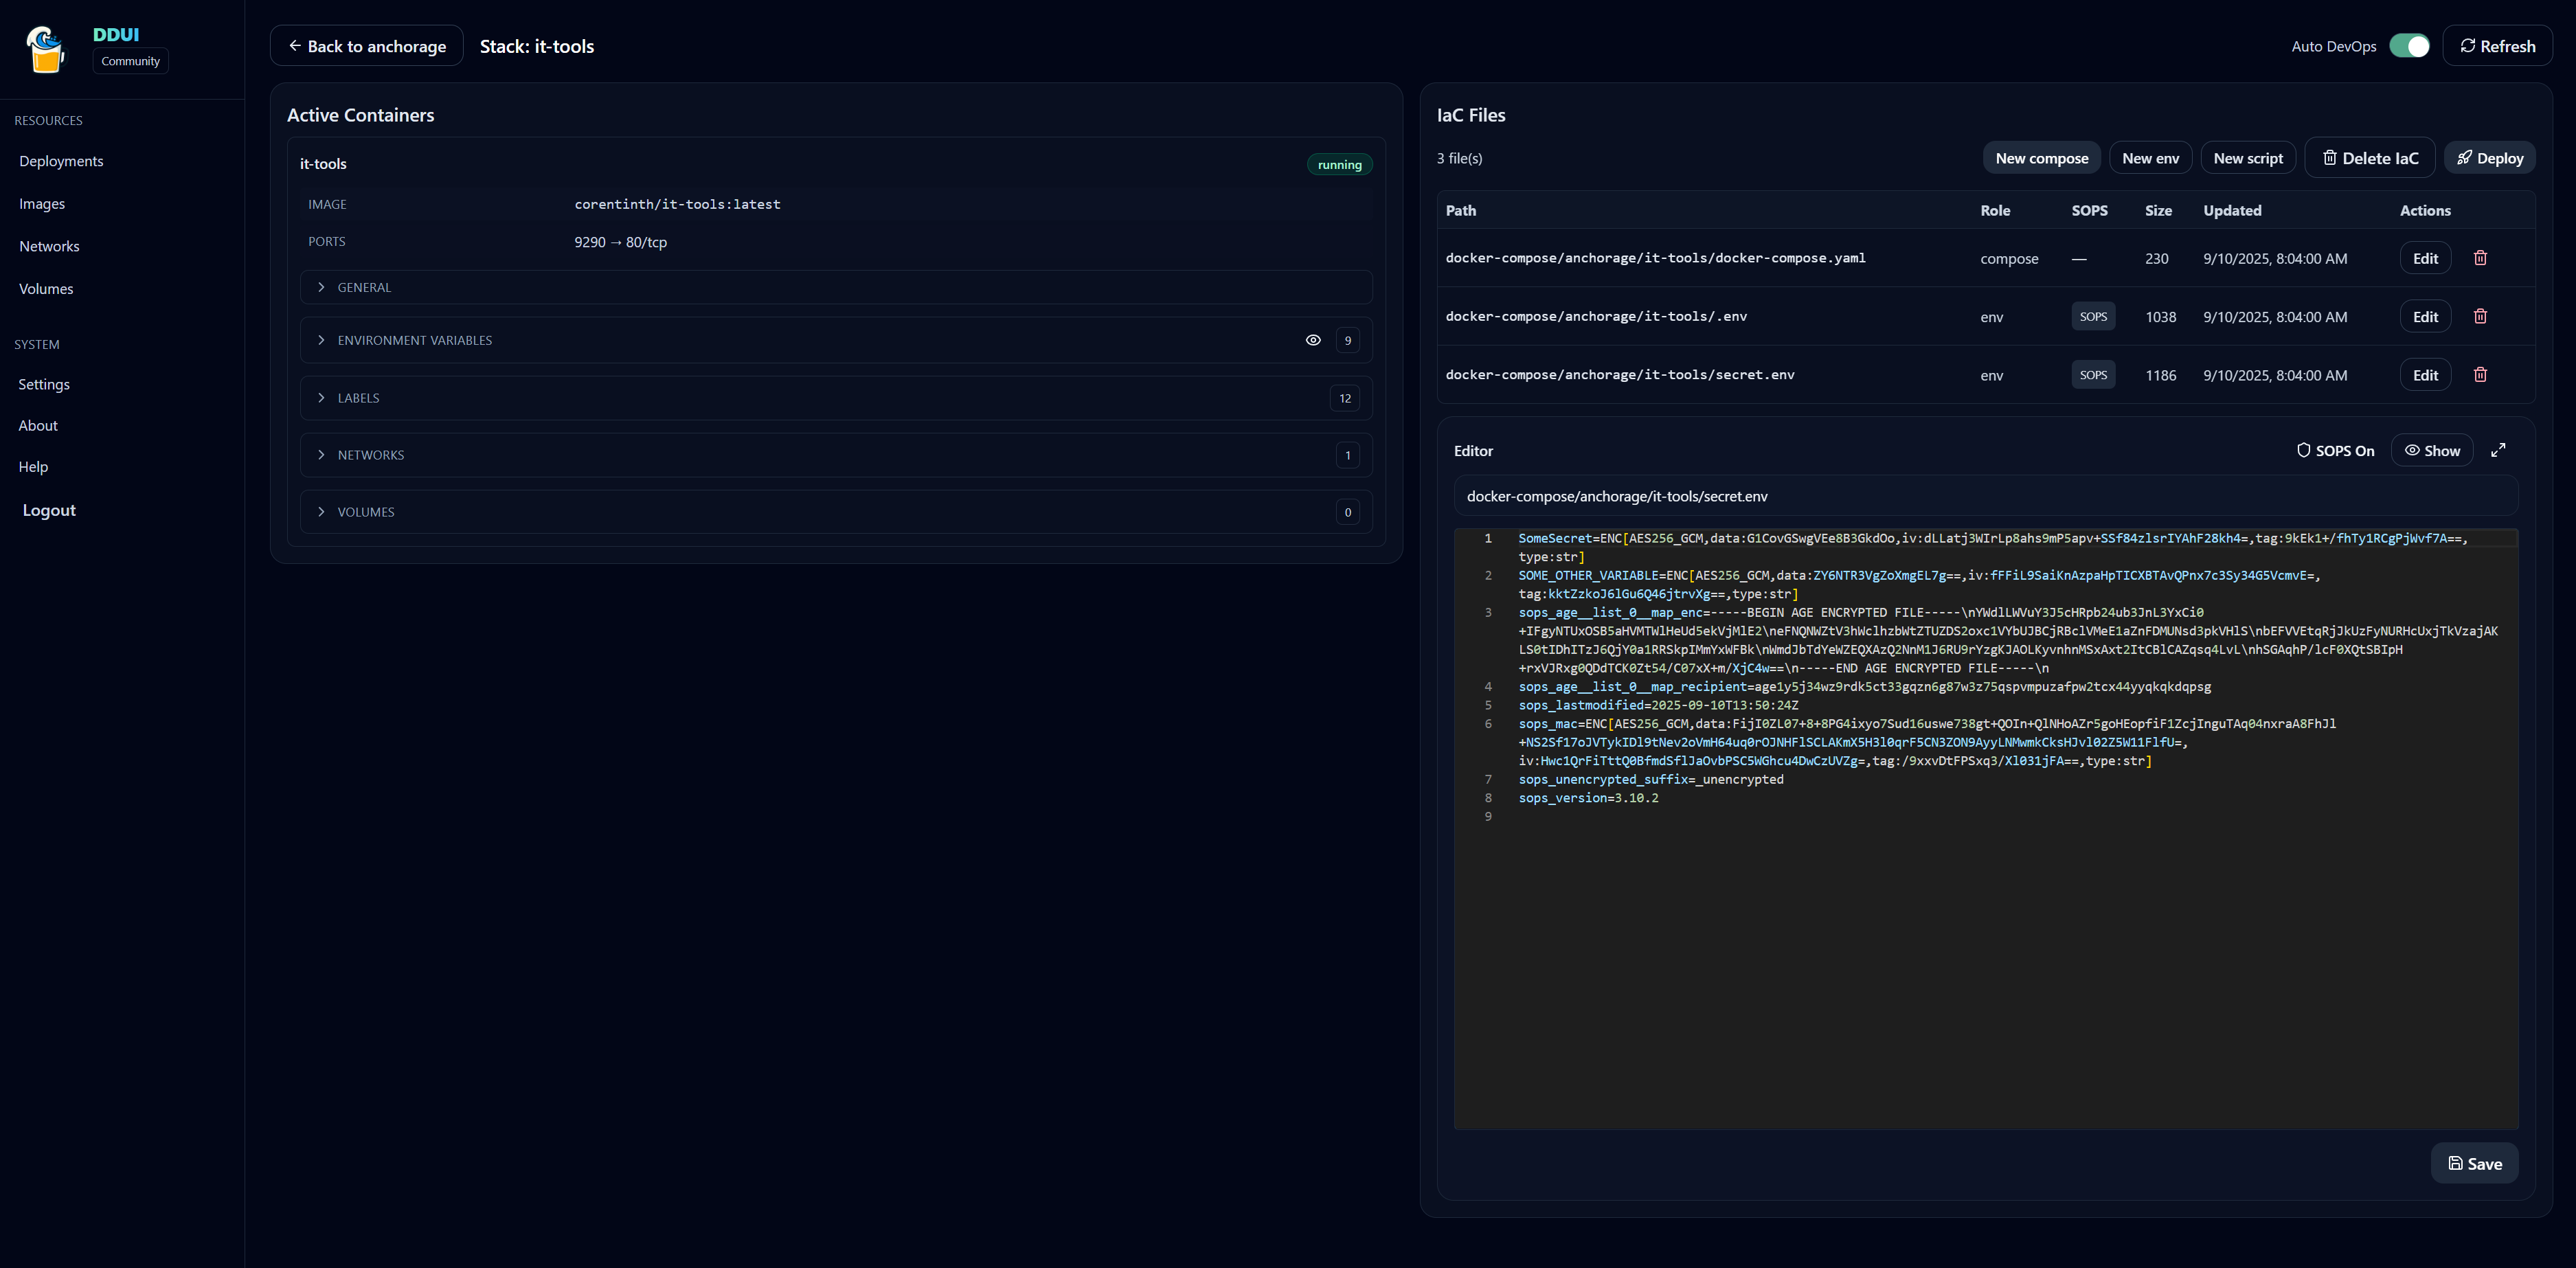 DDUI
Community
RESOURCES
Deployments
Images
Networks
Volumes
SYSTEM
Settings
About
Help
Logout
Back to anchorage
Stack: it-tools
Auto DevOps
Refresh
Active Containers
it-tools
running
IMAGE
corentinth/it-tools:latest
PORTS
9290 → 80/tcp
GENERAL
ENVIRONMENT VARIABLES
9
LABELS
12
NETWORKS
1
VOLUMES
0
IaC Files
3 file(s)
New compose
New env
New script
Delete IaC
Deploy
Path Role SOPS Size Updated Actions
docker-compose/anchorage/it-tools/docker-compose.yaml compose — 230 9/10/2025, 8:04:00 AM Edit
docker-compose/anchorage/it-tools/.env env SOPS 1038 9/10/2025, 8:04:00 AM Edit
docker-compose/anchorage/it-tools/secret.env env SOPS 1186 9/10/2025, 8:04:00 AM Edit
Editor
SOPS On
Show
docker-compose/anchorage/it-tools/secret.env
1 SomeSecret=ENC[AES256_GCM,data:G1CovGSwgVEe8B3GkdOo,iv:dLLatj3WIrLp8ahs9mP5apv+SSf84zlsrIYAhF28kh4=,tag:9kEk1+/fhTy1RCgPjWvf7A==,
type:str]
2 SOME_OTHER_VARIABLE=ENC[AES256_GCM,data:ZY6NTR3VgZoXmgEL7g==,iv:fFFiL9SaiKnAzpaHpTICXBTAvQPnx7c3Sy34G5VcmvE=,
tag:kktZzkoJ6lGu6Q46jtrvXg==,type:str]
3 sops_age__list_0__map_enc=-----BEGIN AGE ENCRYPTED FILE-----\nYWdlLWVuY3J5cHRpb24ub3JnL3YxCi0
+IFgyNTUxOSB5aHVMTWlHeUd5ekVjMlE2\neFNQNWZtV3hWclhzbWtZTUZDS2oxc1VYbUJBCjRBclVMeE1aZnFDMUNsd3pkVHlS\nbEFVVEtqRjJkUzFyNURHcUxjTkVzajAK
LS0tIDhITzJ6QjY0a1RRSkpIMmYxWFBk\nWmdJbTdYeWZEQXAzQ2NnM1J6RU9rYzgKJAOLKyvnhnMSxAxt2ItCBlCAZqsq4LvL\nhSGAqhP/lcF0XQtSBIpH
+rxVJRxg0QDdTCK0Zt54/C07xX+m/XjC4w==\n-----END AGE ENCRYPTED FILE-----\n
4 sops_age__list_0__map_recipient=age1y5j34wz9rdk5ct33gqzn6g87w3z75qspvmpuzafpw2tcx44yyqkqkdqpsg
5 sops_lastmodified=2025-09-10T13:50:24Z
6 sops_mac=ENC[AES256_GCM,data:FijI0ZL07+8+8PG4ixyo7Sud16uswe738gt+QOIn+QlNHoAZr5goHEopfiF1ZcjInguTAq04nxraA8FhJl
+NS2Sf17oJVTykIDl9tNev2oVmH64uq0rOJNHFlSCLAKmX5H3l0qrF5CN3ZON9AyyLNMwmkCksHJvl02Z5W11FlfU=,
iv:Hwc1QrFiTttQ0BfmdSflJaOvbPSC5WGhcu4DwCzUVZg=,tag:/9xxvDtFPSxq3/Xl031jFA==,type:str]
7 sops_unencrypted_suffix=_unencrypted
8 sops_version=3.10.2
9
Save